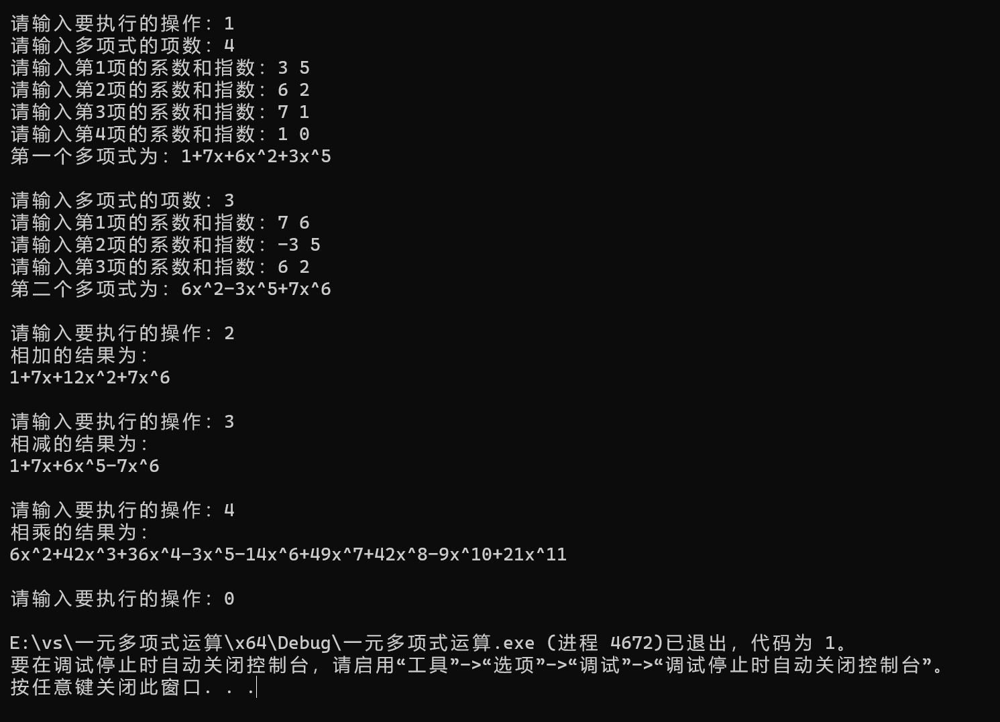 请输入要执行的操作：1
请输入多项式的项数：4
请输入第1项的系数和指数：3 5
请输入第2项的系数和指数：6 2
请输入第3项的系数和指数：7 1
请输入第4项的系数和指数：1 0
第一个多项式为：1+7x+6x^2+3x^5
请输入多项式的项数：3
请输入第1项的系数和指数：7 6
请输入第2项的系数和指数：-3 5
请输入第3项的系数和指数：6 2
第二个多项式为：6x^2-3x^5+7x^6
请输入要执行的操作：2
相加的结果为：
1+7x+12x^2+7x^6
请输入要执行的操作：3
相减的结果为：
1+7x+6x^5-7x^6
请输入要执行的操作：4
相乘的结果为：
6x^2+42x^3+36x^4-3x^5-14x^6+49x^7+42x^8-9x^10+21x^11
请输入要执行的操作：0
E:\vs\一元多项式运算\x64\Debug\一元多项式运算.exe (进程 4672)已退出，代码为 1。
要在调试停止时自动关闭控制台，请启用“工具”->“选项”->“调试”->“调试停止时自动关闭控制台”。
按任意键关闭此窗口. . .